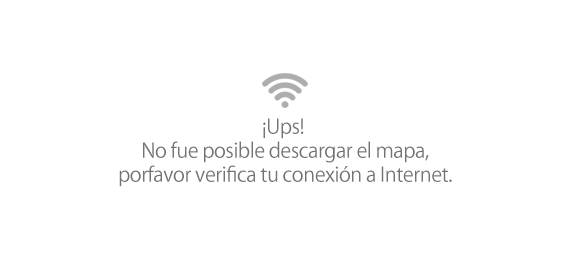 ¡Ups!
No fue posible descargar el mapa,
porfavor verifica tu conexión a Internet.